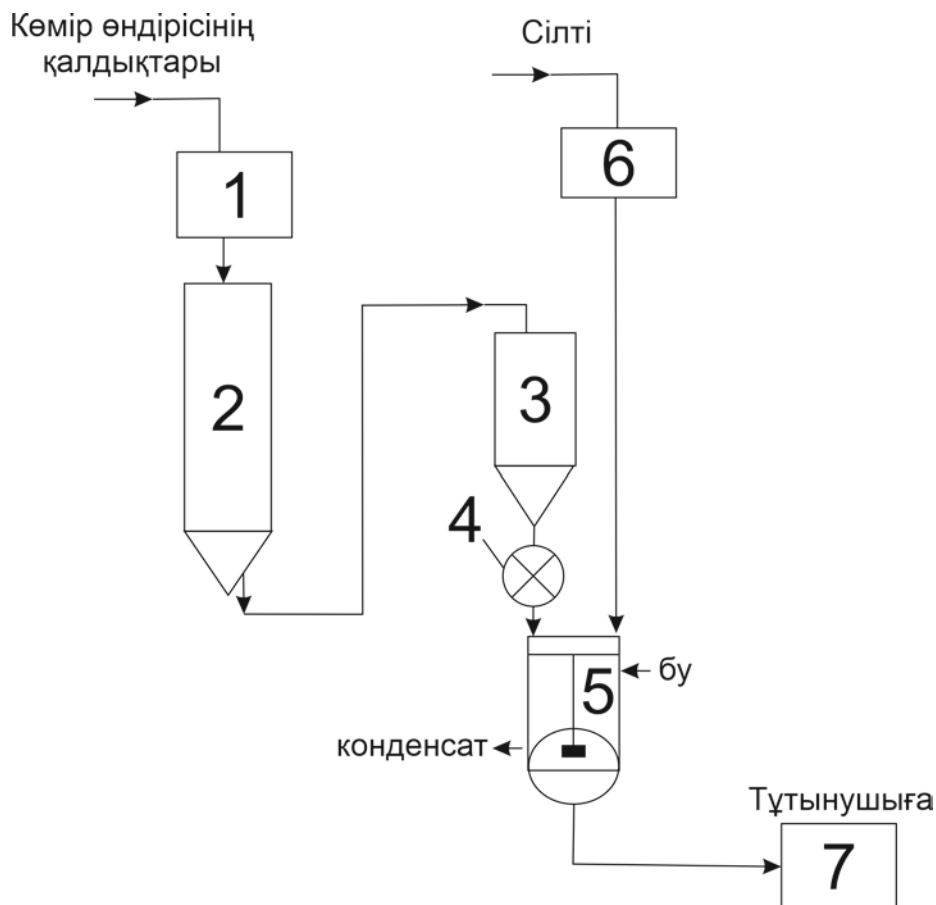 Көмір өндірісінің
қалдықтары
Сілті
1
6
2
3
4
5
бу
конденсат
Тұтынушыға
7